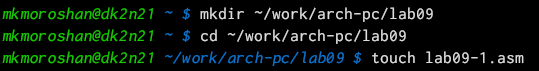 mkmoroshan@dk2n21 ~ $ mkdir ~/work/arch-pc/lab09
mkmoroshan@dk2n21 ~ $ cd ~/work/arch-pc/lab09
mkmoroshan@dk2n21 ~/work/arch-pc/lab09 $ touch lab09-1.asm